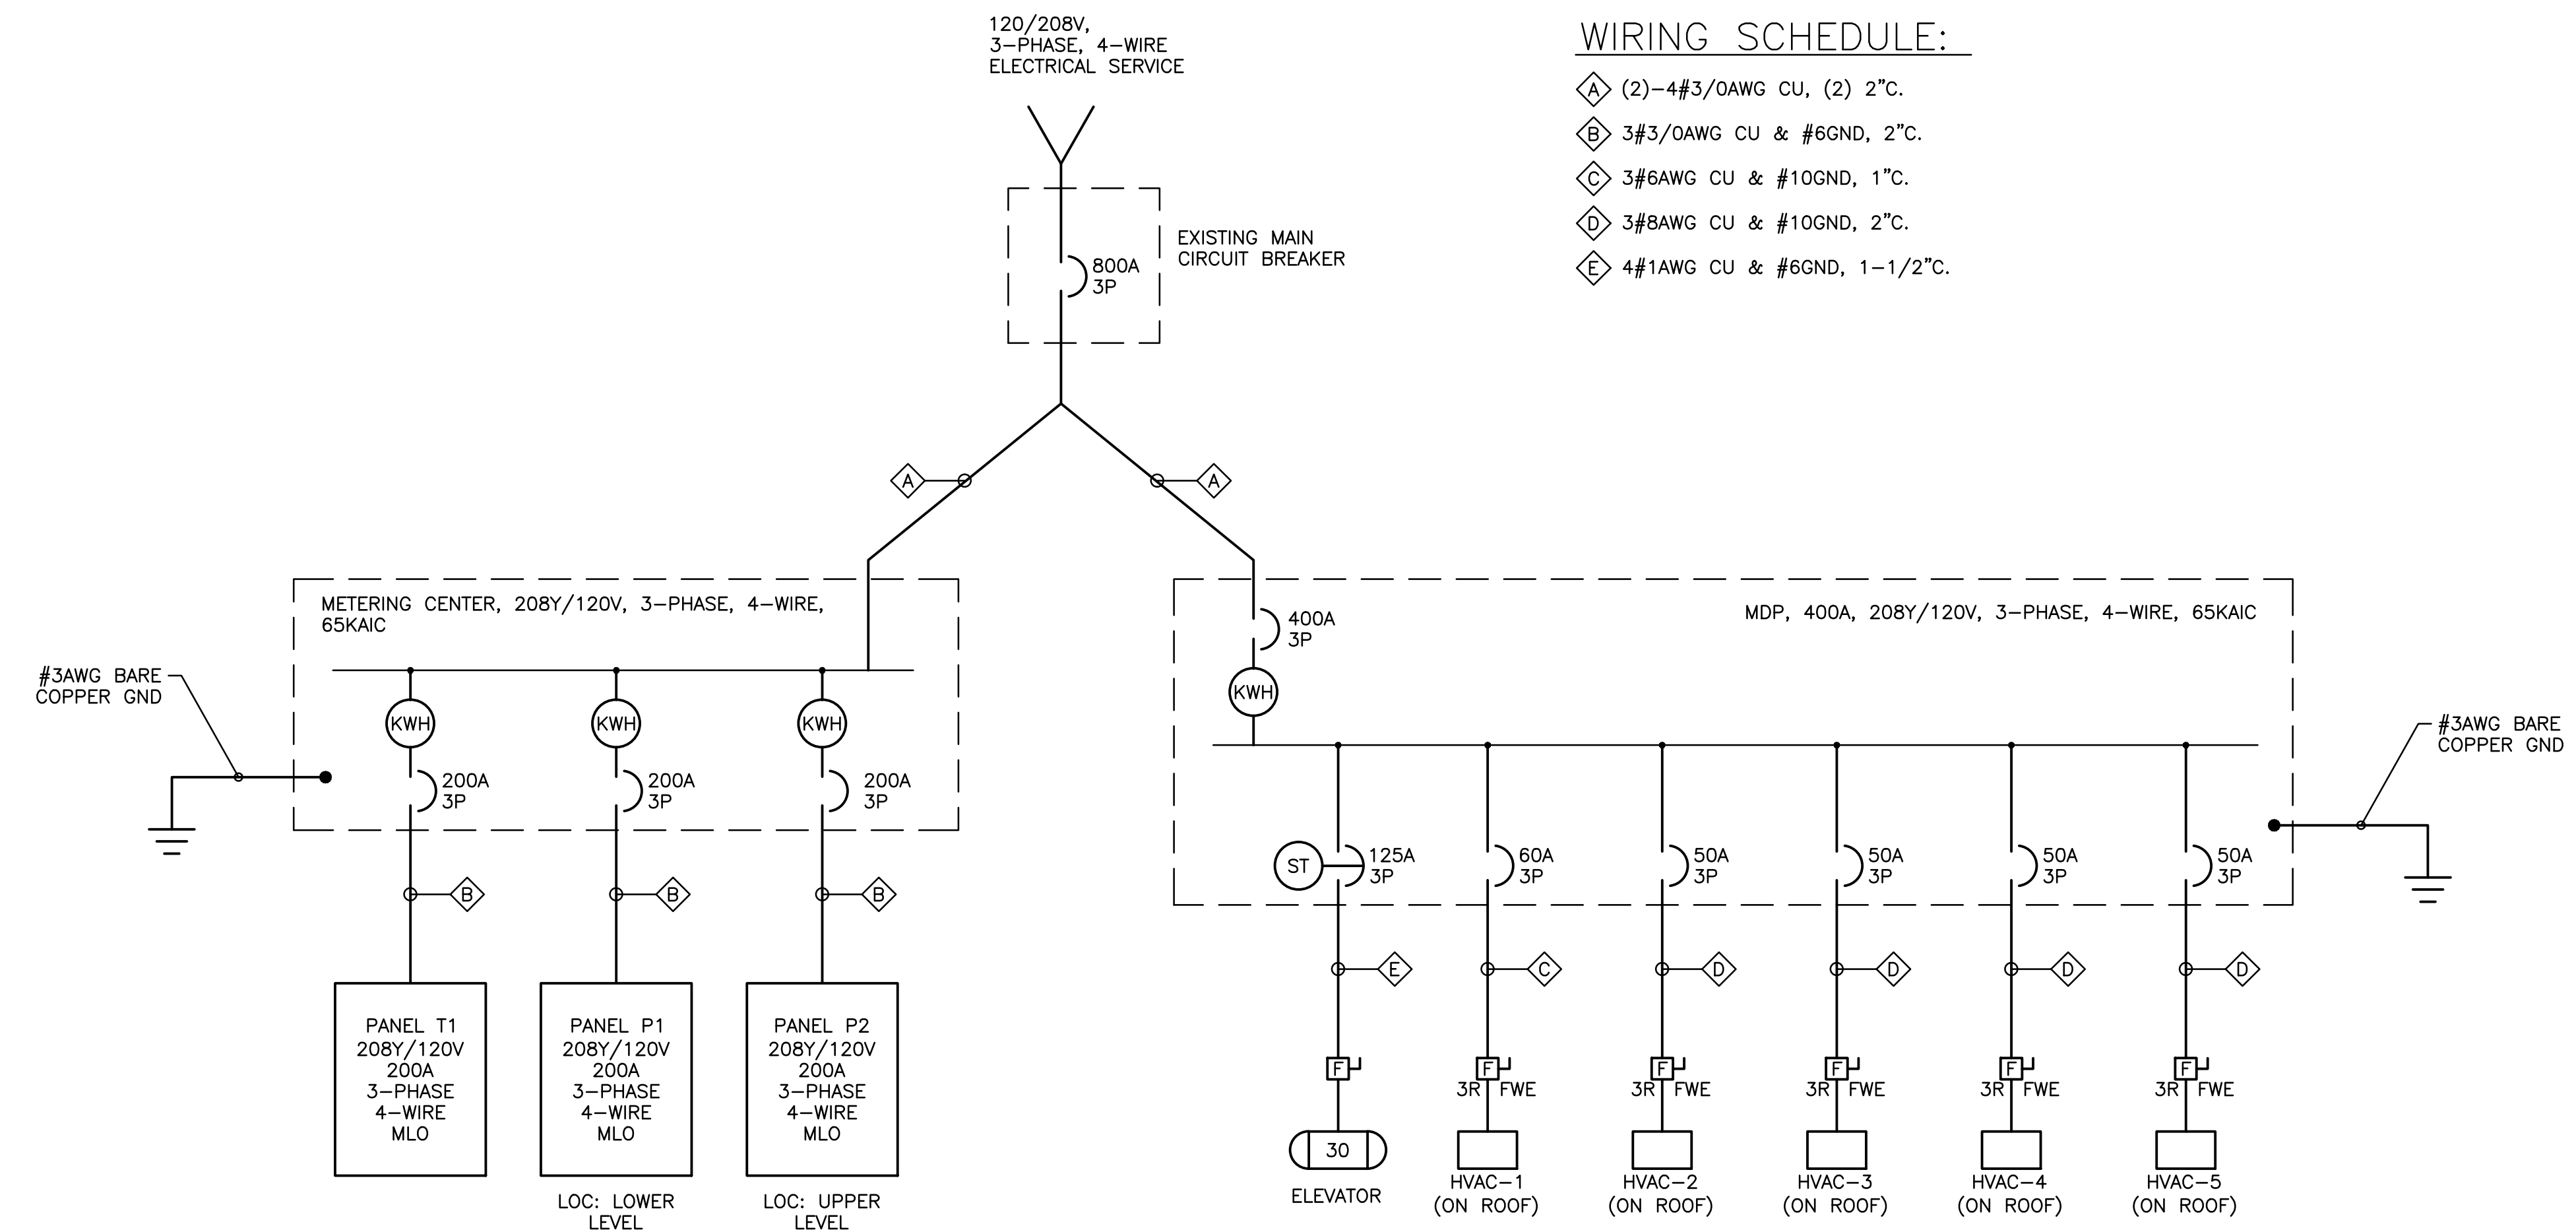 120/208V,
3-PHASE, 4-WIRE
ELECTRICAL SERVICE
WIRING SCHEDULE:
A (2)-4#3/0AWG CU, (2) 2"C.
B 3#3/0AWG CU & #6GND, 2"C.
C 3#6AWG CU & #10GND, 1"C.
D 3#8AWG CU & #10GND, 2"C.
E 4#1AWG CU & #6GND, 1-1/2"C.
EXISTING MAIN
CIRCUIT BREAKER
800A
3P
A
A
METERING CENTER, 208Y/120V, 3-PHASE, 4-WIRE,
65KAIC
#3AWG BARE
COPPER GND
KWH
KWH
KWH
200A
3P
200A
3P
200A
3P
B
B
B
PANEL T1
208Y/120V
200A
3-PHASE
4-WIRE
MLO
PANEL P1
208Y/120V
200A
3-PHASE
4-WIRE
MLO
LOC: LOWER
LEVEL
PANEL P2
208Y/120V
200A
3-PHASE
4-WIRE
MLO
LOC: UPPER
LEVEL
400A
3P
MDP, 400A, 208Y/120V, 3-PHASE, 4-WIRE, 65KAIC
KWH
#3AWG BARE
COPPER GND
ST
125A
3P
60A
3P
50A
3P
50A
3P
50A
3P
50A
3P
E
C
D
D
D
D
F
F
F
F
F
F
3R FWE
3R FWE
3R FWE
3R FWE
3R FWE
30
ELEVATOR
HVAC-1
(ON ROOF)
HVAC-2
(ON ROOF)
HVAC-3
(ON ROOF)
HVAC-4
(ON ROOF)
HVAC-5
(ON ROOF)